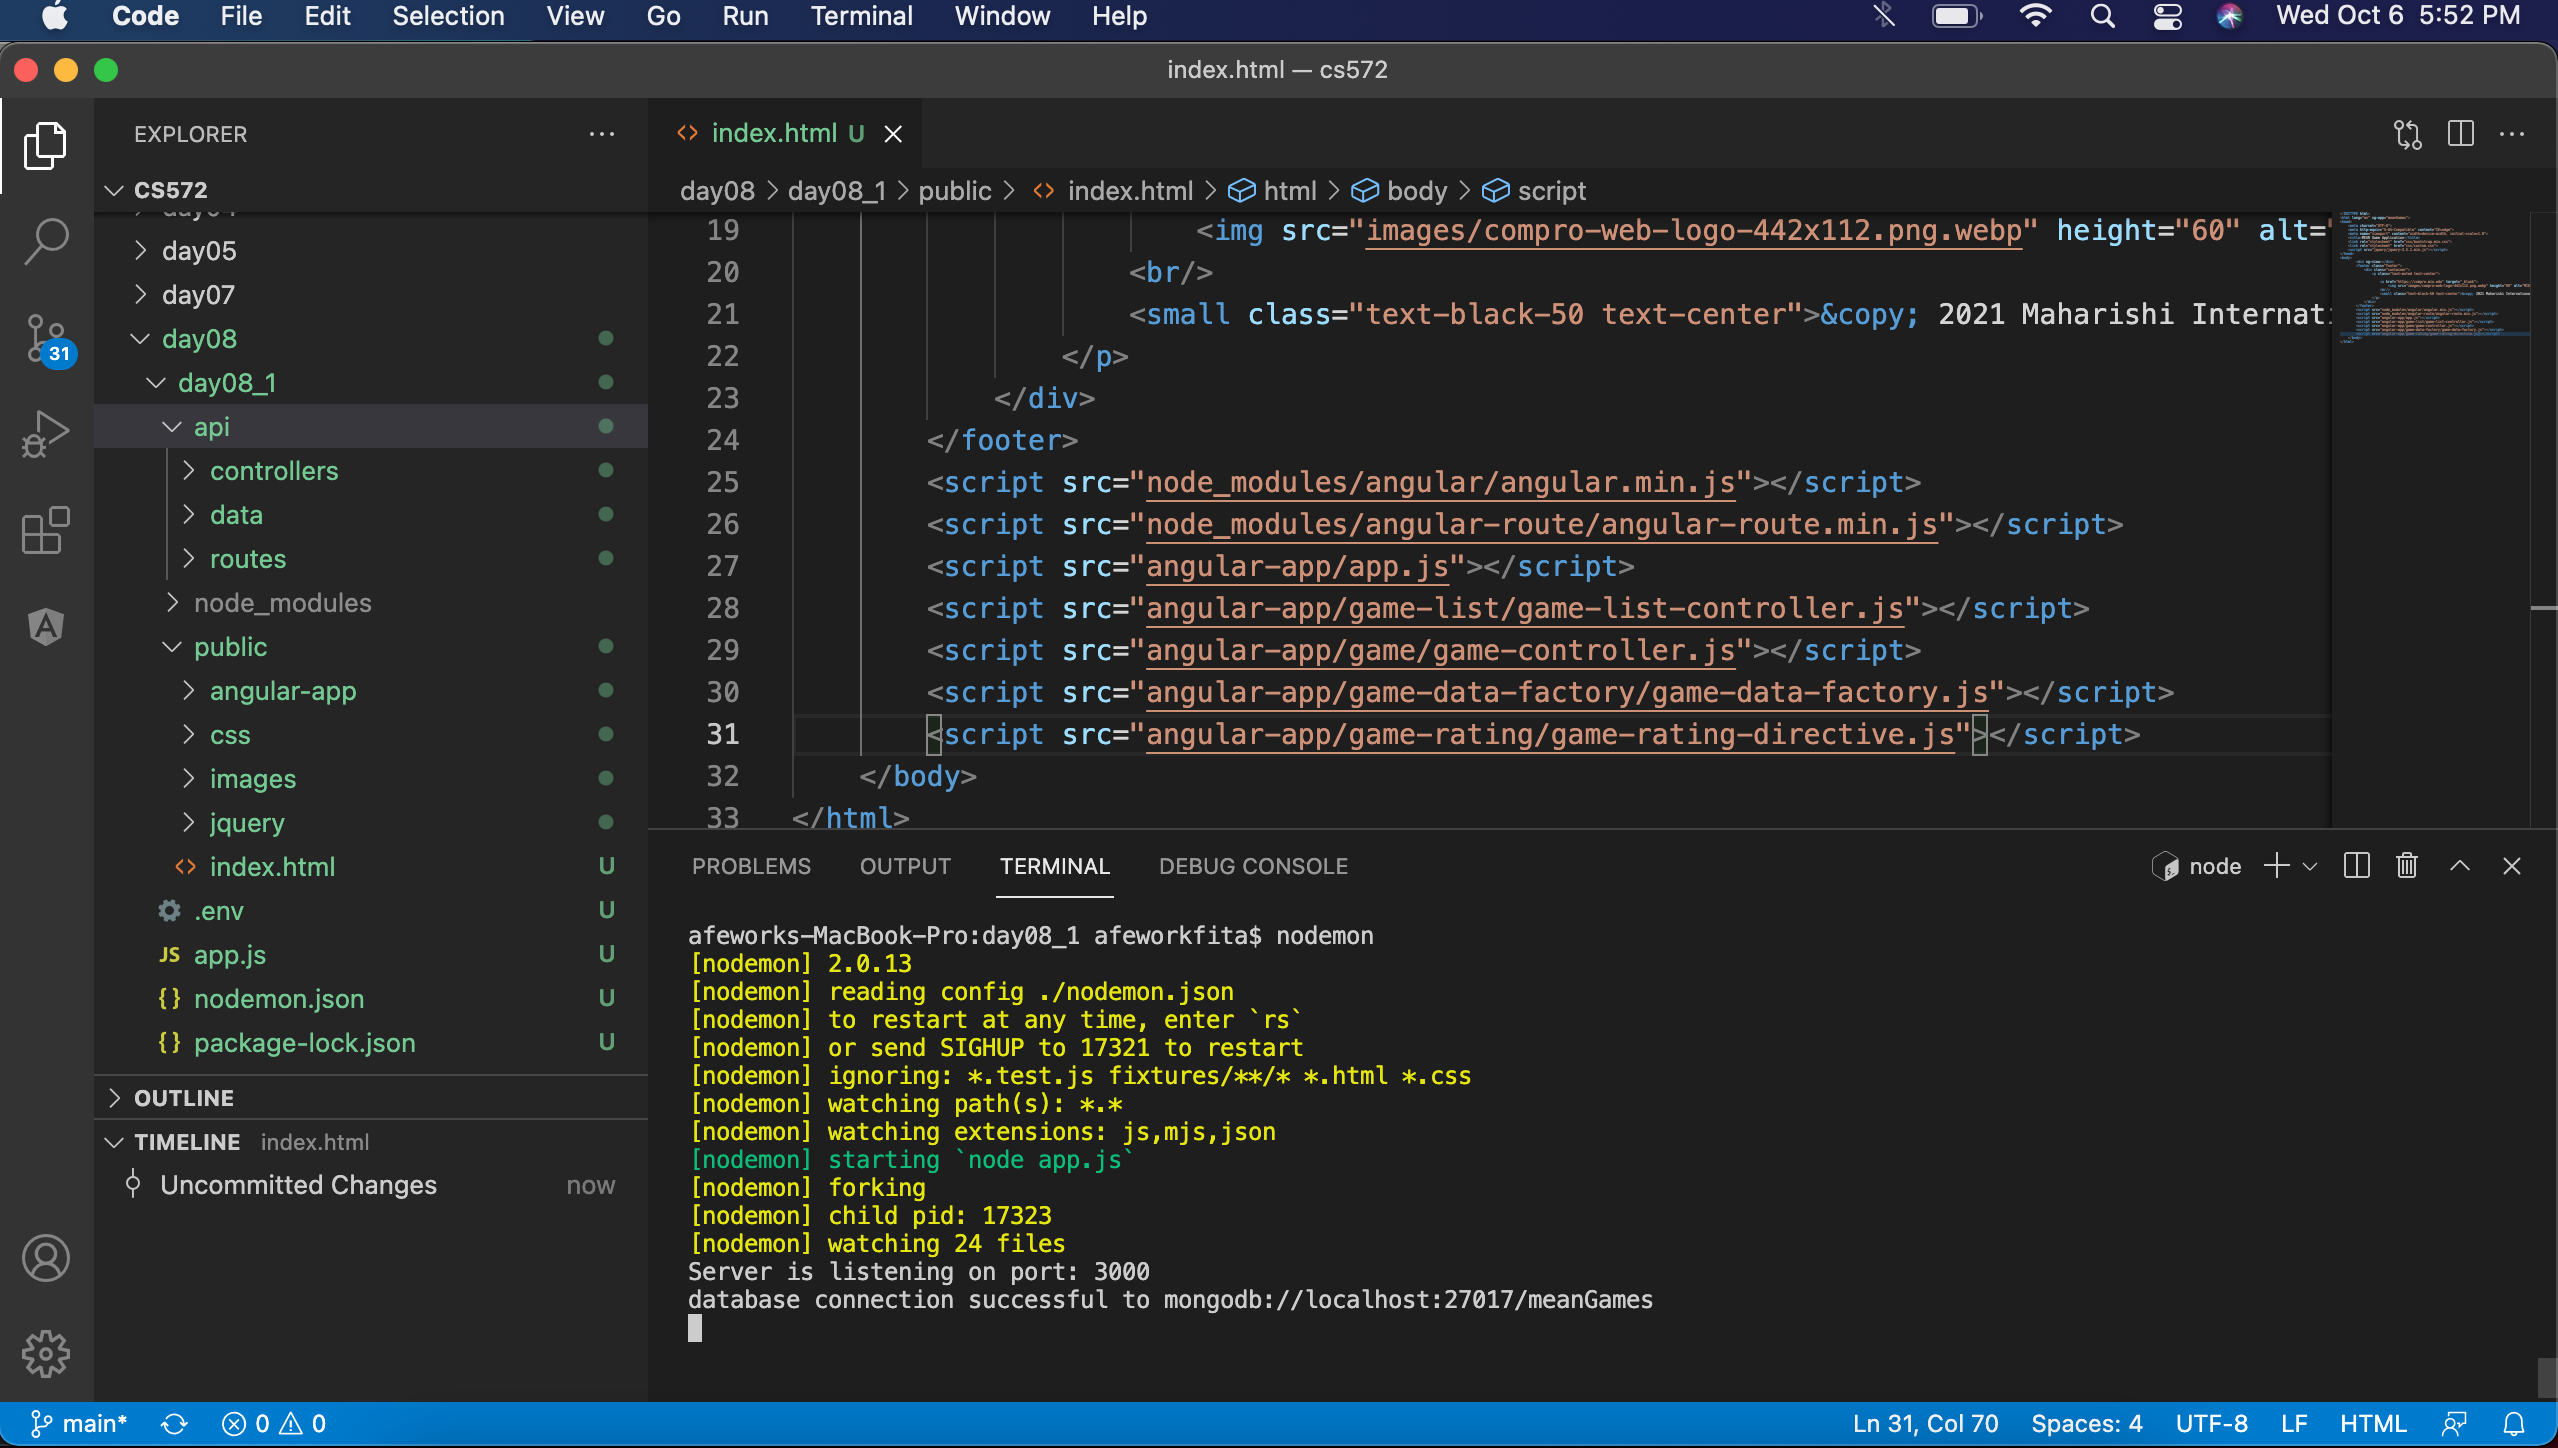 Code File Edit Selection View Go Run Terminal Window Help Wed Oct 6 5:52 PM
index.html — cs572
EXPLORER
CS572
day05
day07
day08
day08_1
api
controllers
data
routes
node_modules
public
angular-app
css
images
jquery
index.html U
.env U
app.js U
nodemon.json U
package-lock.json U
OUTLINE
TIMELINE index.html
Uncommitted Changes now
31
index.html U
day08 > day08_1 > public > index.html > html > body > script
19 <img src="images/compro-web-logo-442x112.png.webp" height="60" alt="
20 <br/>
21 <small class="text-black-50 text-center">&copy; 2021 Maharishi Internati
22 </p>
23 </div>
24 </footer>
25 <script src="node_modules/angular/angular.min.js"></script>
26 <script src="node_modules/angular-route/angular-route.min.js"></script>
27 <script src="angular-app/app.js"></script>
28 <script src="angular-app/game-list/game-list-controller.js"></script>
29 <script src="angular-app/game/game-controller.js"></script>
30 <script src="angular-app/game-data-factory/game-data-factory.js"></script>
31 <script src="angular-app/game-rating/game-rating-directive.js"></script>
32 </body>
33 </html>
PROBLEMS OUTPUT TERMINAL DEBUG CONSOLE node
afeworks-MacBook-Pro:day08_1 afeworkfita$ nodemon
[nodemon] 2.0.13
[nodemon] reading config ./nodemon.json
[nodemon] to restart at any time, enter `rs`
[nodemon] or send SIGHUP to 17321 to restart
[nodemon] ignoring: *.test.js fixtures/**/* *.html *.css
[nodemon] watching path(s): *.*
[nodemon] watching extensions: js,mjs,json
[nodemon] starting `node app.js`
[nodemon] forking
[nodemon] child pid: 17323
[nodemon] watching 24 files
Server is listening on port: 3000
database connection successful to mongodb://localhost:27017/meanGames
main* 0 0 Ln 31, Col 70 Spaces: 4 UTF-8 LF HTML